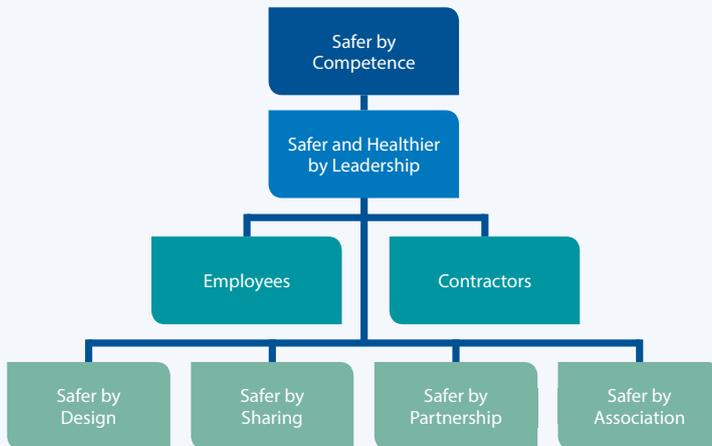 Safer by
Competence
Safer and Healthier
by Leadership
Employees
Contractors
Safer by
Design
Safer by
Sharing
Safer by
Partnership
Safer by
Association